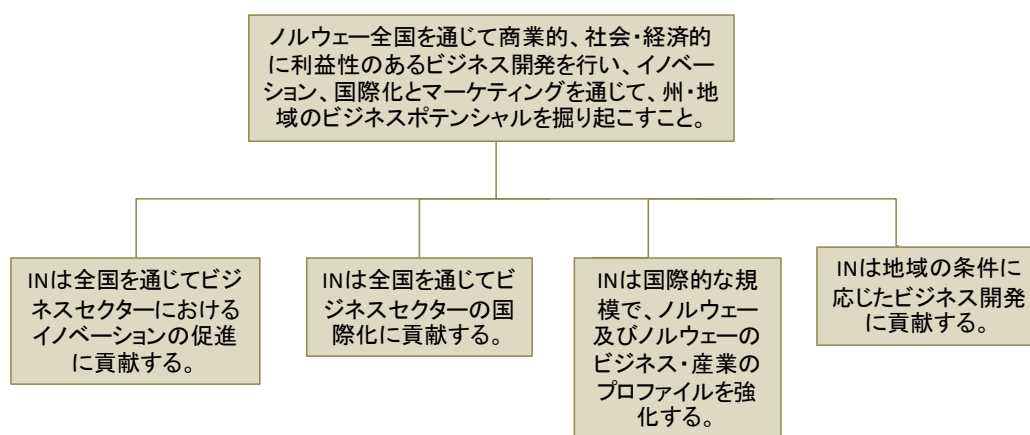 ノルウェー全国を通じて商業的、社会・経済的
に利益性のあるビジネス開発を行い、イノベー
ション、国際化とマーケティングを通じて、州・地
域のビジネスポテンシャルを掘り起こすこと。
INは全国を通じてビジ
ネスセクターにおける
イノベーションの促進
に貢献する。
INは全国を通じてビ
ジネスセクターの国
際化に貢献する。
INは国際的な規
模で、ノルウェー
及びノルウェーの
ビジネス・産業の
プロファイルを強
化する。
INは地域の条件に
応じたビジネス開発
に貢献する。